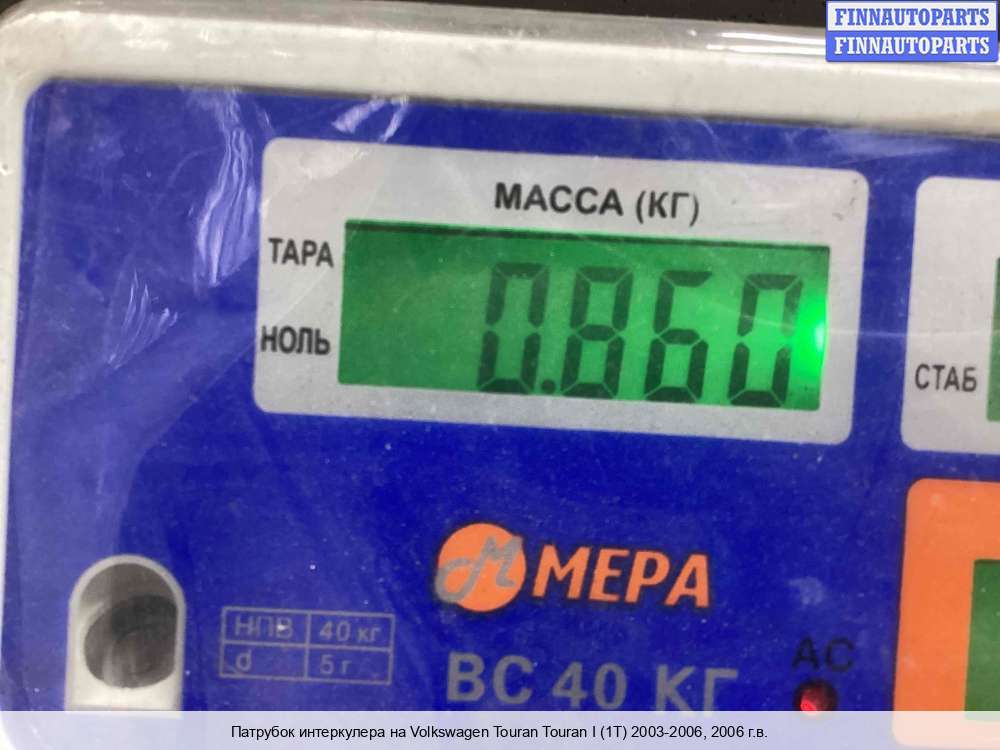 FINNAUTOPARTS
FINNAUTOPARTS
МАССА (КГ)
ТАРА
0.860
НОЛЬ
СТАБ
М МЕРА
НПВ 40 кг
d 5 г
ВС 40 КГ
AC
Патрубок интеркулера на Volkswagen Touran Touran I (1T) 2003-2006, 2006 г.в.